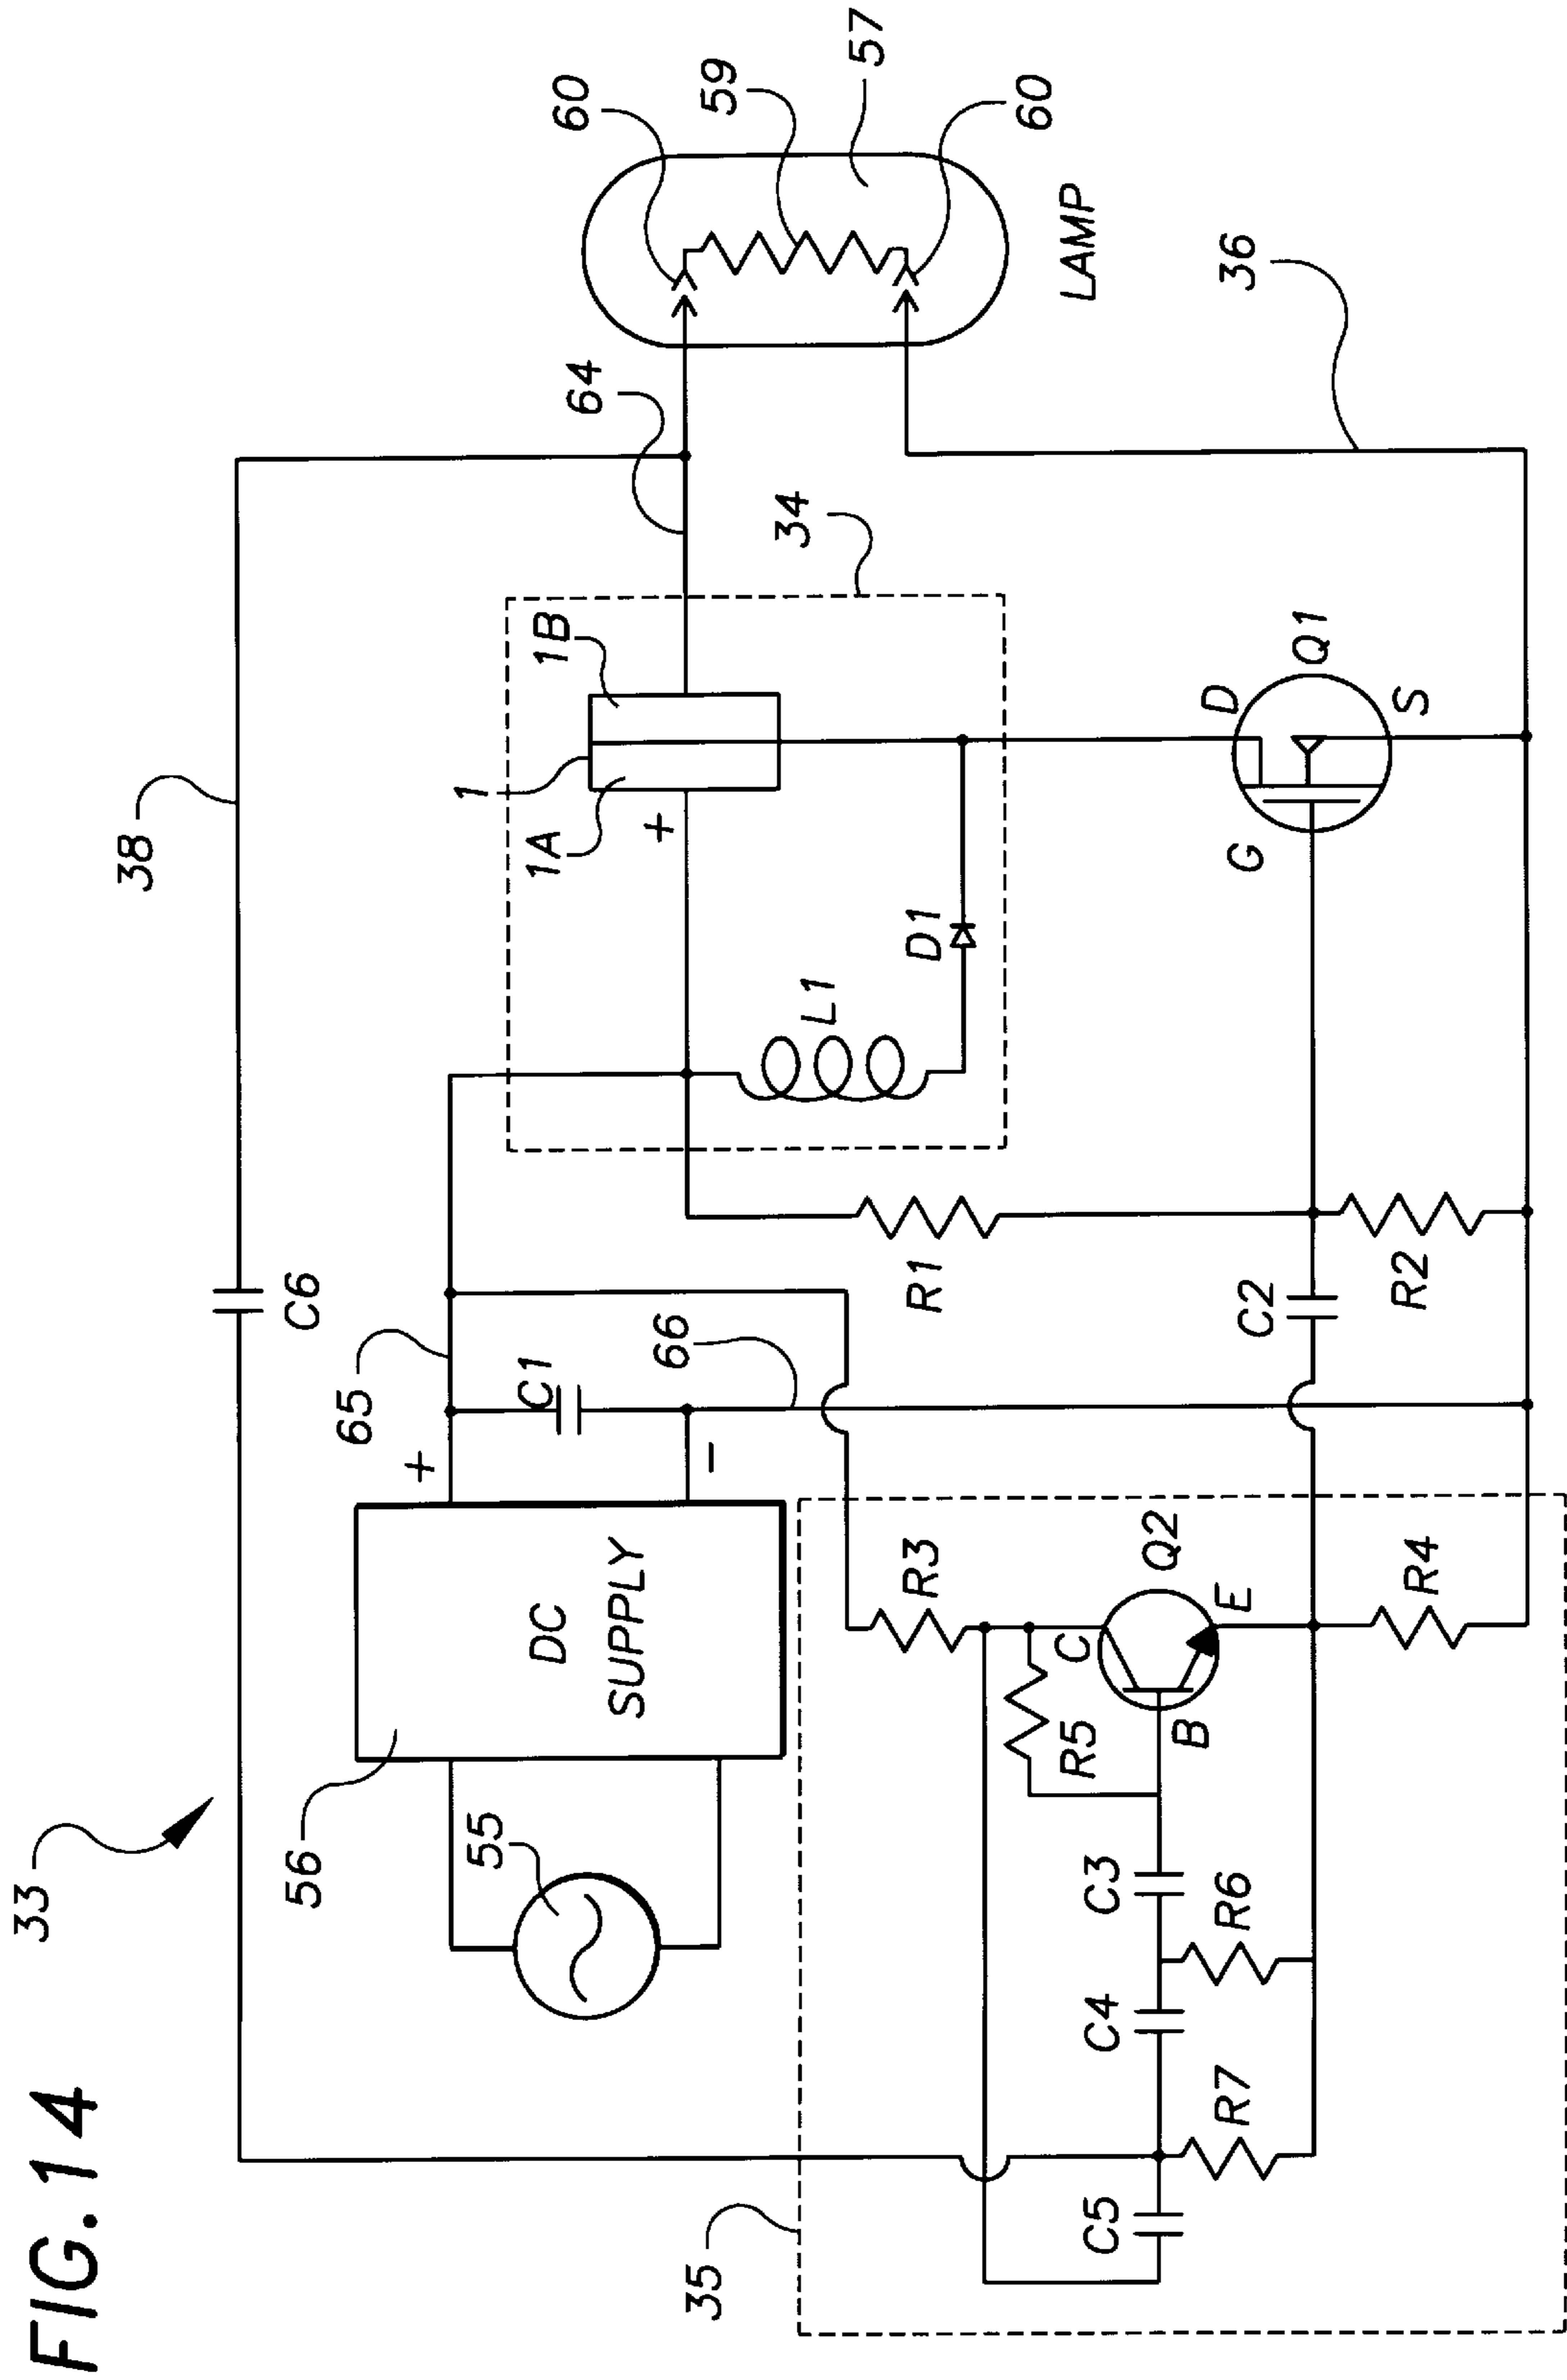 FIG.14
33
38
C6
55
56
DC
SUPPLY
+
−
65
C1
66
64
60
59
57
60
LAMP
36
34
1
1A
1B
+
L1
D1
R1
R2
C2
G
D
S
Q1
35
R3
R4
R5
C
B
E
Q2
C3
R6
C4
R7
C5